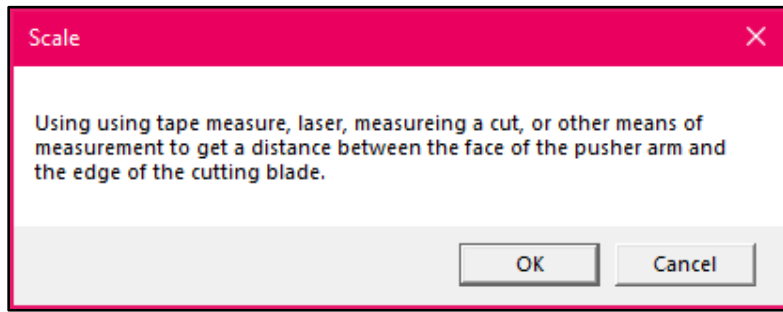 Scale
Using using tape measure, laser, measureing a cut, or other means of
measurement to get a distance between the face of the pusher arm and
the edge of the cutting blade.
OK
Cancel